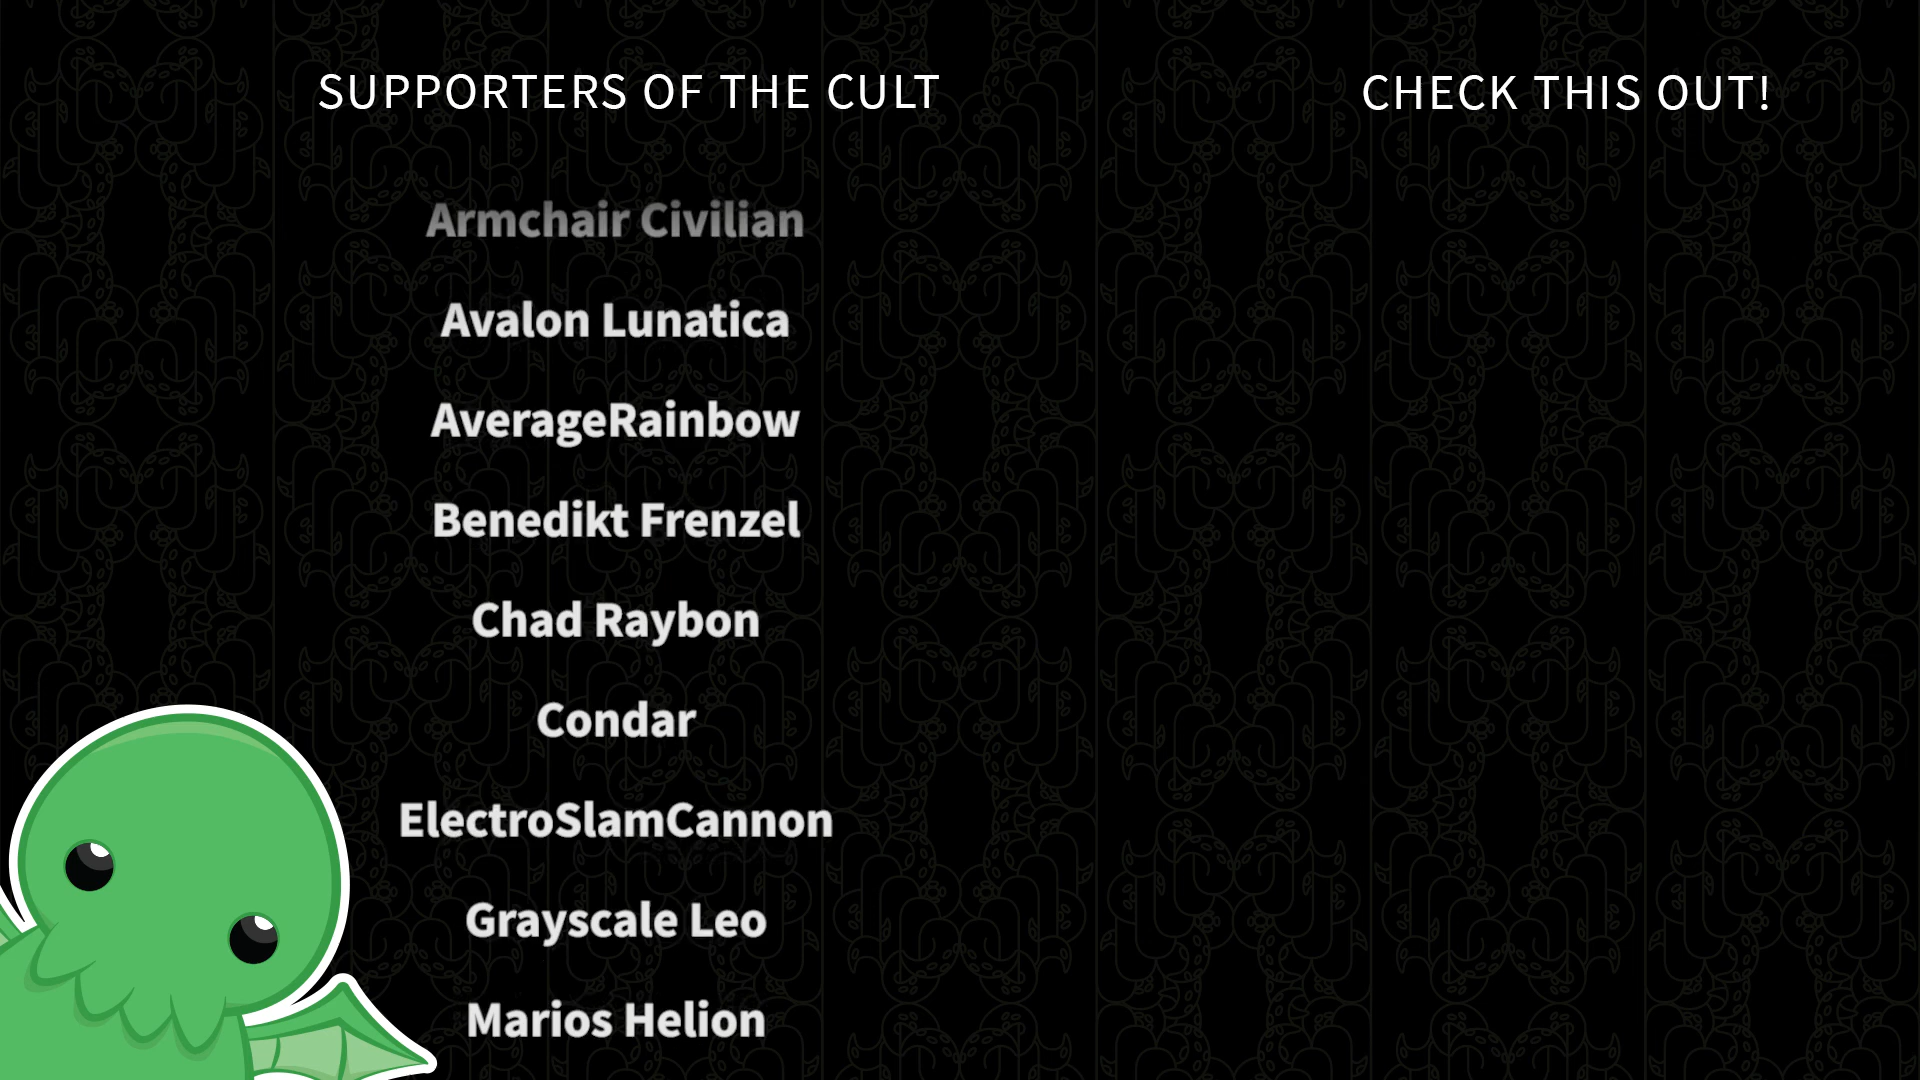 SUPPORTERS OF THE CULT
CHECK THIS OUT!
Armchair Civilian
Avalon Lunatica
AverageRainbow
Benedikt Frenzel
Chad Raybon
Condar
ElectroSlamCannon
Grayscale Leo
Marios Helion